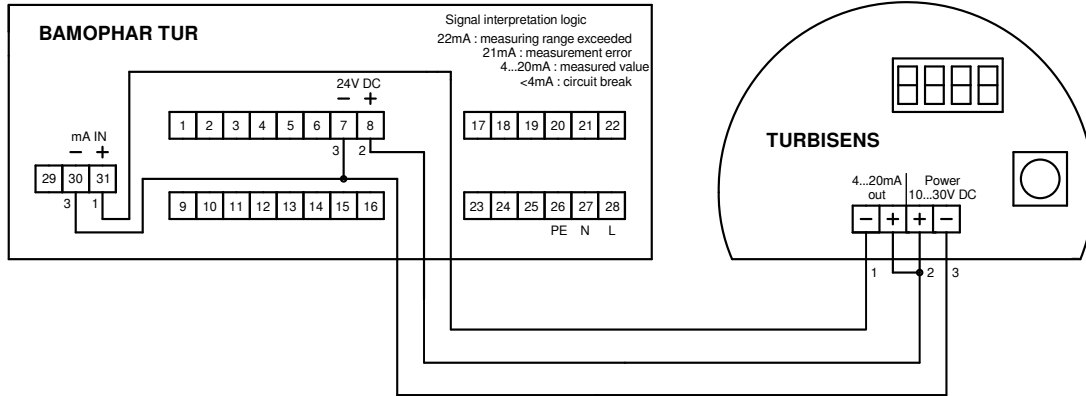 BAMOPHAR TUR
Signal interpretation logic
22mA : measuring range exceeded
21mA : measurement error
4...20mA : measured value
<4mA : circuit break
24V DC
− +
1 2 3 4 5 6 7 8
3 2
17 18 19 20 21 22
mA IN
− +
29 30 31
3 1
9 10 11 12 13 14 15 16
23 24 25 26 27 28
PE N L
TURBISENS
4...20mA Power
out 10...30V DC
− + + −
1 2 3